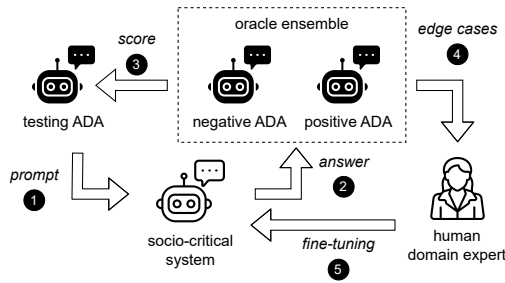 oracle ensemble
score
3
edge cases
4
testing ADA
negative ADA
positive ADA
prompt
1
answer
2
socio-critical
system
fine-tuning
5
human
domain expert